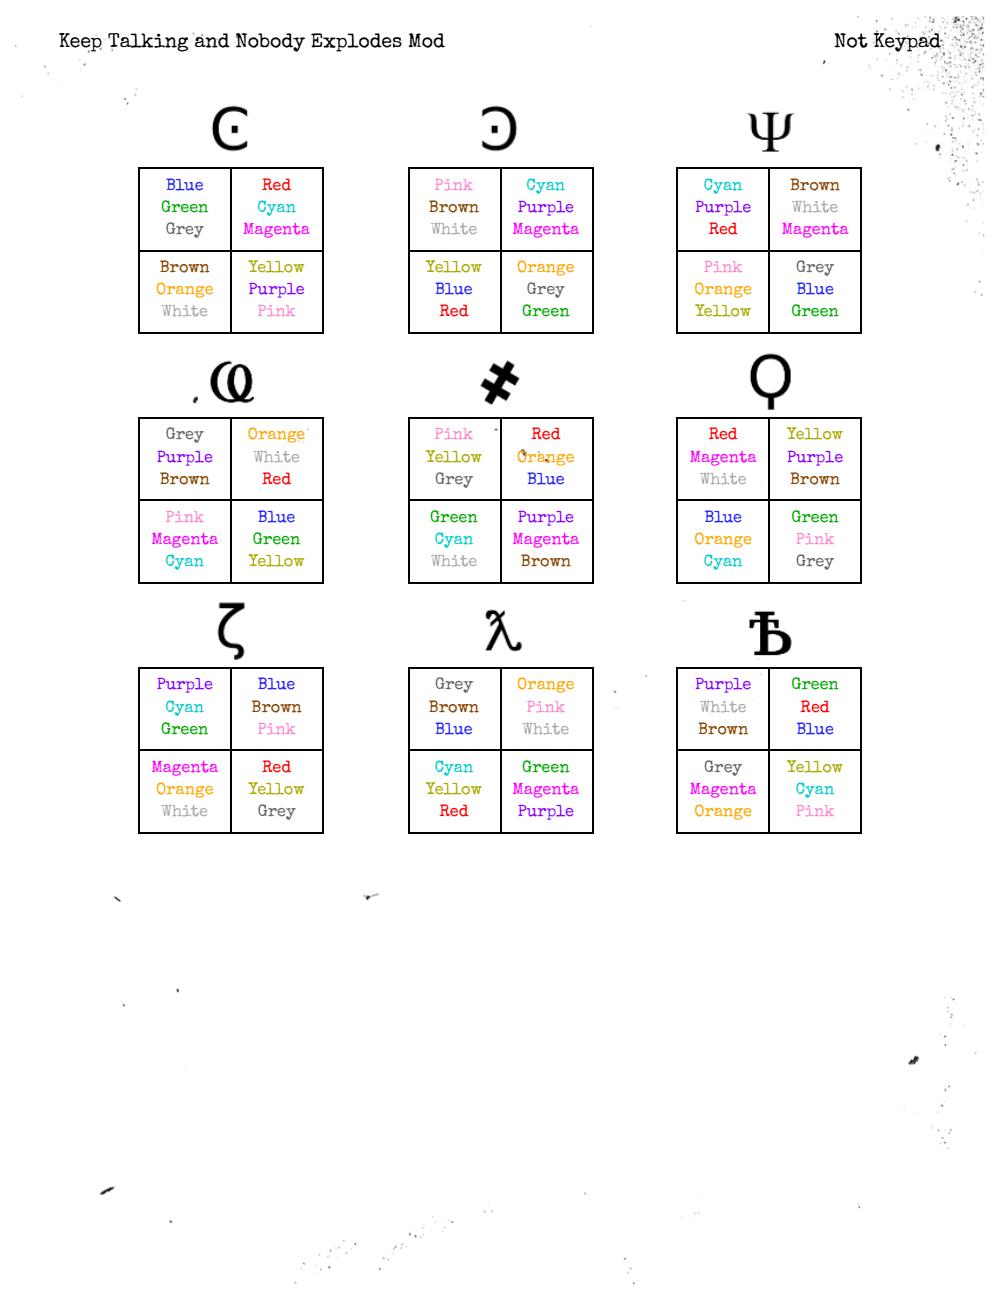 Keep Talking and Nobody Explodes Mod Not Keypad
Ͼ Ͽ Ψ
Blue Red Pink Cyan Cyan Brown
Green Cyan Brown Purple Purple White
Grey Magenta White Magenta Red Magenta
Brown Yellow Yellow Orange Pink Grey
Orange Purple Blue Grey Orange Blue
White Pink Red Green Yellow Green
Ҩ ҂ Ϙ
Grey Orange Pink Red Red Yellow
Purple White Yellow Orange Magenta Purple
Brown Red Grey Blue White Brown
Pink Blue Green Purple Blue Green
Magenta Green Cyan Magenta Orange Pink
Cyan Yellow White Brown Cyan Grey
ζ ƛ Ѣ
Purple Blue Grey Orange Purple Green
Cyan Brown Brown Pink White Red
Green Pink Blue White Brown Blue
Magenta Red Cyan Green Grey Yellow
Orange Yellow Yellow Magenta Magenta Cyan
White Grey Red Purple Orange Pink